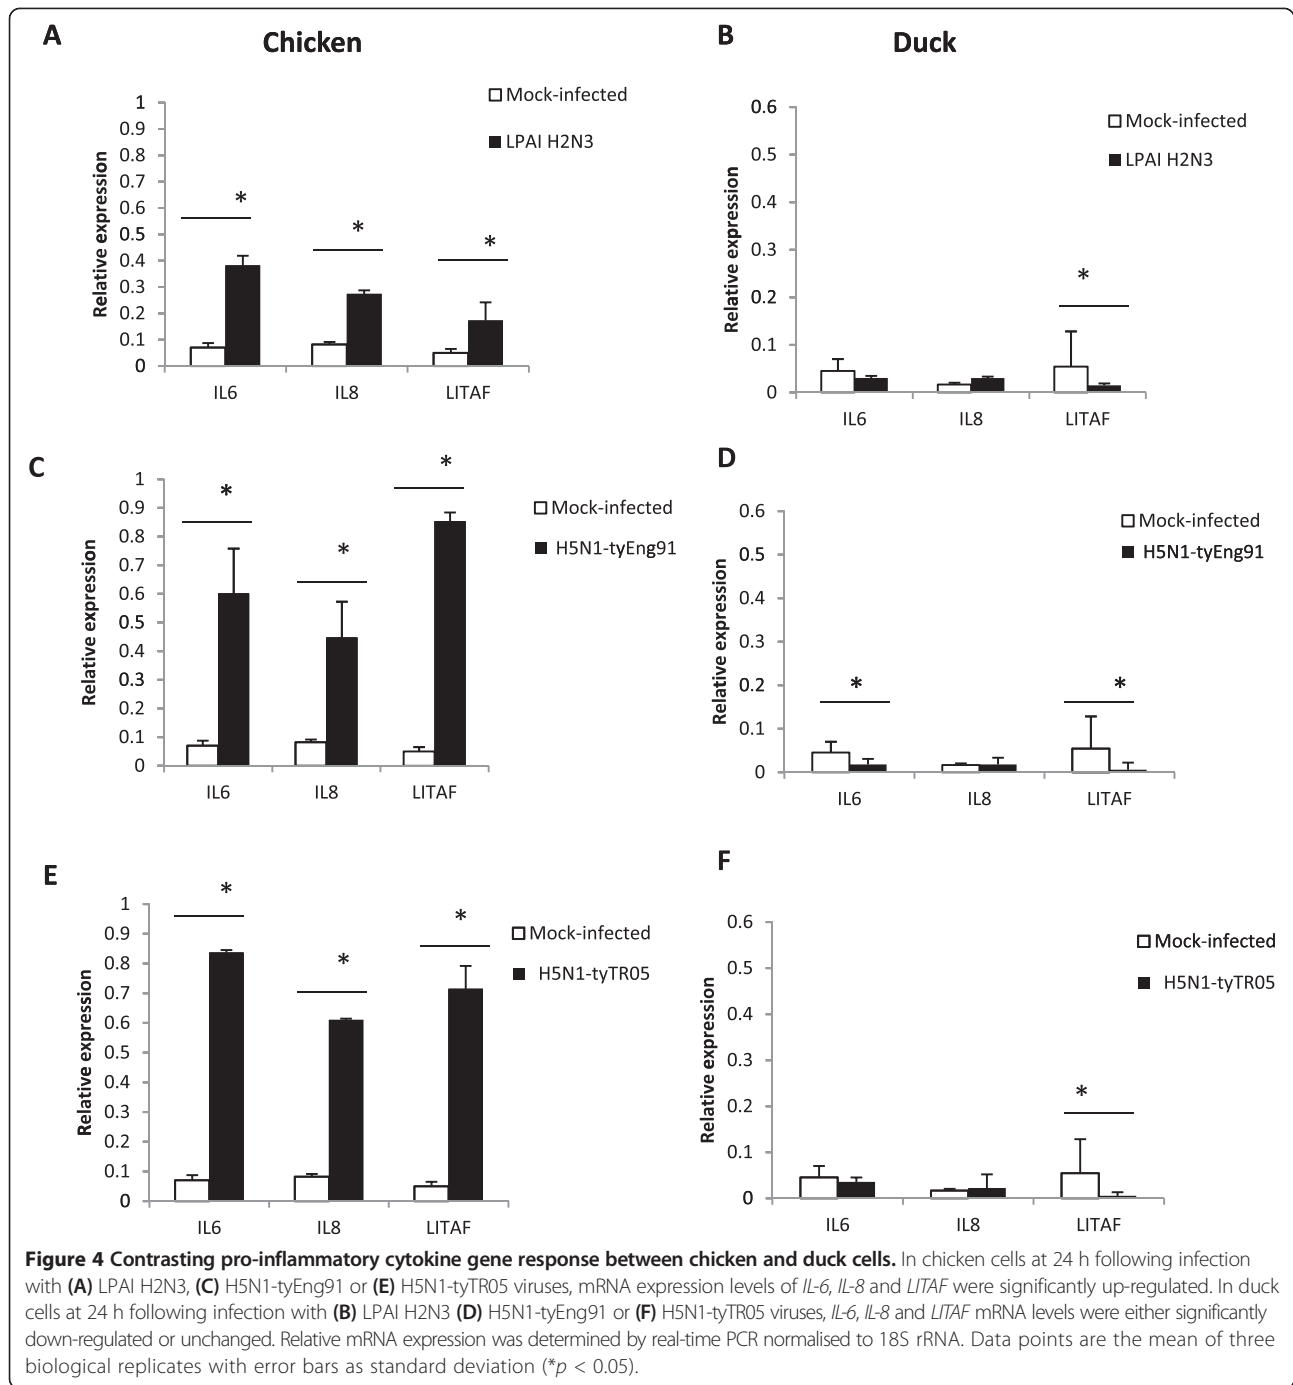 A
Chicken
B
Duck
Mock-infected
LPAI H2N3
Relative expression
1
0.9
0.8
0.7
0.6
0.5
0.4
0.3
0.2
0.1
0
*
*
*
IL6
IL8
LITAF
Mock-infected
LPAI H2N3
Relative expression
0.6
0.5
0.4
0.3
0.2
0.1
0
*
IL6
IL8
LITAF
C
Mock-infected
H5N1-tyEng91
Relative expression
1
0.9
0.8
0.7
0.6
0.5
0.4
0.3
0.2
0.1
0
*
*
*
IL6
IL8
LITAF
D
Mock-infected
H5N1-tyEng91
Relative expression
0.6
0.5
0.4
0.3
0.2
0.1
0
*
*
IL6
IL8
LITAF
E
Mock-infected
H5N1-tyTR05
Relative expression
1
0.9
0.8
0.7
0.6
0.5
0.4
0.3
0.2
0.1
0
*
*
*
IL6
IL8
LITAF
F
Mock-infected
H5N1-tyTR05
Relative expression
0.6
0.5
0.4
0.3
0.2
0.1
0
*
IL6
IL8
LITAF
Figure 4 Contrasting pro-inflammatory cytokine gene response between chicken and duck cells. In chicken cells at 24 h following infection
with (A) LPAI H2N3, (C) H5N1-tyEng91 or (E) H5N1-tyTR05 viruses, mRNA expression levels of IL-6, IL-8 and LITAF were significantly up-regulated. In duck
cells at 24 h following infection with (B) LPAI H2N3 (D) H5N1-tyEng91 or (F) H5N1-tyTR05 viruses, IL-6, IL-8 and LITAF mRNA levels were either significantly
down-regulated or unchanged. Relative mRNA expression was determined by real-time PCR normalised to 18S rRNA. Data points are the mean of three
biological replicates with error bars as standard deviation (*p < 0.05).